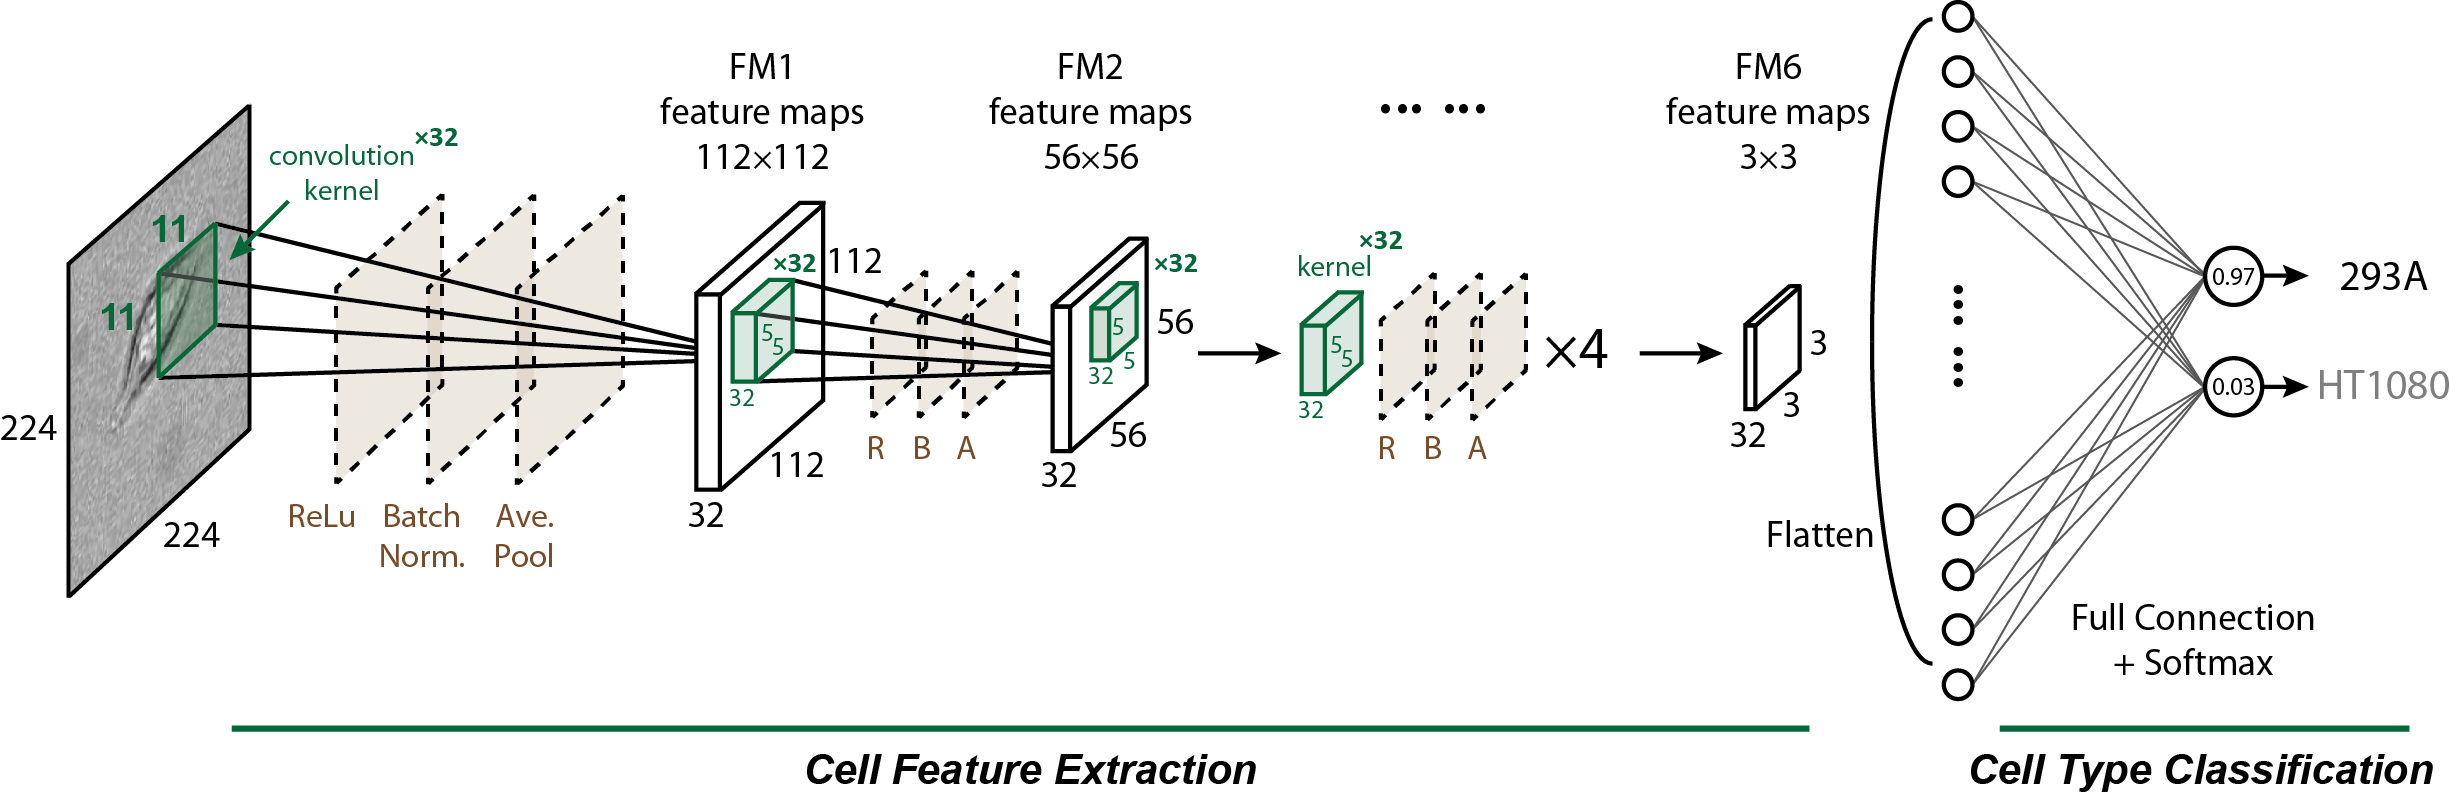 convolution ×32
kernel
11
11
224
224
ReLu
Batch
Norm.
Ave.
Pool
FM1
feature maps
112×112
×32
112
5
5
32
112
32
R B A
FM2
feature maps
56×56
×32
56
5
5
32
56
32
...... 
kernel ×32
5
5
32
R B A
×4
FM6
feature maps
3×3
3
3
32
Flatten
0.97
293A
0.03
HT1080
Full Connection
+ Softmax
Cell Feature Extraction
Cell Type Classification